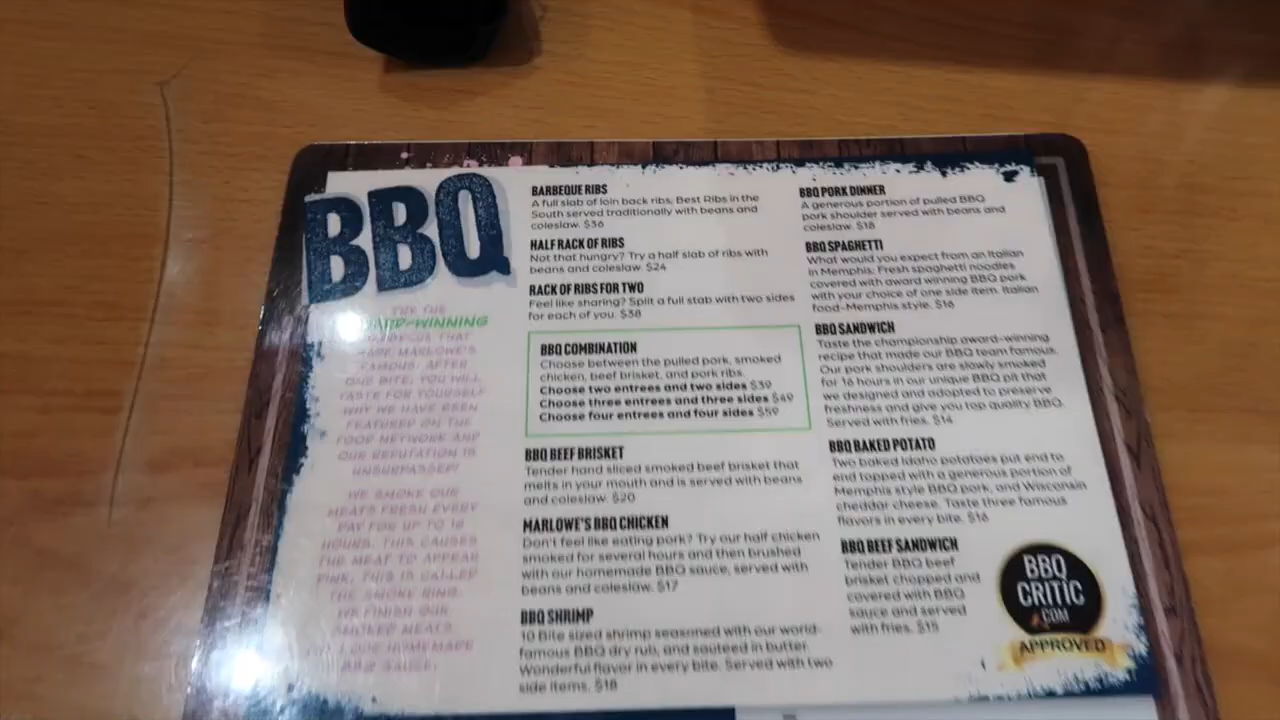 BBQ
TRY THE
AWARD-WINNING
BARBECUE THAT
MADE MARLOWE'S
FAMOUS. AFTER
ONE BITE, YOU WILL
TASTE FOR YOURSELF
WHY WE HAVE BEEN
FEATURED ON THE
FOOD NETWORK AND
OUR REPUTATION IS
UNSURPASSED!
WE SMOKE OUR
MEATS FRESH EVERY
DAY FOR UP TO 16
HOURS. THIS CAUSES
THE MEAT TO APPEAR
PINK. THIS IS CALLED
THE SMOKE RING.
WE FINISH OUR
SMOKED MEATS
HOMEMADE
BBQ SAUCE.
BARBEQUE RIBS
A full slab of loin back ribs, Best Ribs in the
South served traditionally with beans and
coleslaw. $36
HALF RACK OF RIBS
Not that hungry? Try a half slab of ribs with
beans and coleslaw. $24
RACK OF RIBS FOR TWO
Feel like sharing? Split a full stab with two sides
for each of you. $38
BBQ COMBINATION
Choose between the pulled pork, smoked
chicken, beef brisket, and pork ribs.
Choose two entrees and two sides $39
Choose three entrees and three sides $49
Choose four entrees and four sides $59
BBQ BEEF BRISKET
Tender hand sliced smoked beef brisket that
melts in your mouth and is served with beans
and coleslaw. $20
MARLOWE'S BBQ CHICKEN
Don't feel like eating pork? Try our half chicken
smoked for several hours and then brushed
with our homemade BBQ sauce, served with
beans and coleslaw. $17
BBQ SHRIMP
10 Bite sized shrimp seasoned with our world-
famous BBQ dry rub, and sauteed in butter.
Wonderful flavor in every bite. Served with two
side items. $18
BBQ PORK DINNER
A generous portion of pulled BBQ
pork shoulder served with beans and
coleslaw. $18
BBQ SPAGHETTI
What would you expect from an Italian
in Memphis. Fresh spaghetti noodles
covered with award winning BBQ pork
with your choice of one side item. Italian
food-Memphis style. $16
BBQ SANDWICH
Taste the championship award-winning
recipe that made our BBQ team famous.
Our pork shoulders are slowly smoked
for 16 hours in our unique BBQ pit that
we designed and adopted to preserve
freshness and give you top quality BBQ.
Served with fries. $14
BBQ BAKED POTATO
Two baked Idaho potatoes put end to
end topped with a generous portion of
Memphis style BBQ pork, and Wisconsin
cheddar cheese. Taste three famous
flavors in every bite. $16
BBQ BEEF SANDWICH
Tender BBQ beef
brisket chopped and
covered with BBQ
sauce and served
with fries. $15
BBQ
CRITIC
.COM
APPROVED